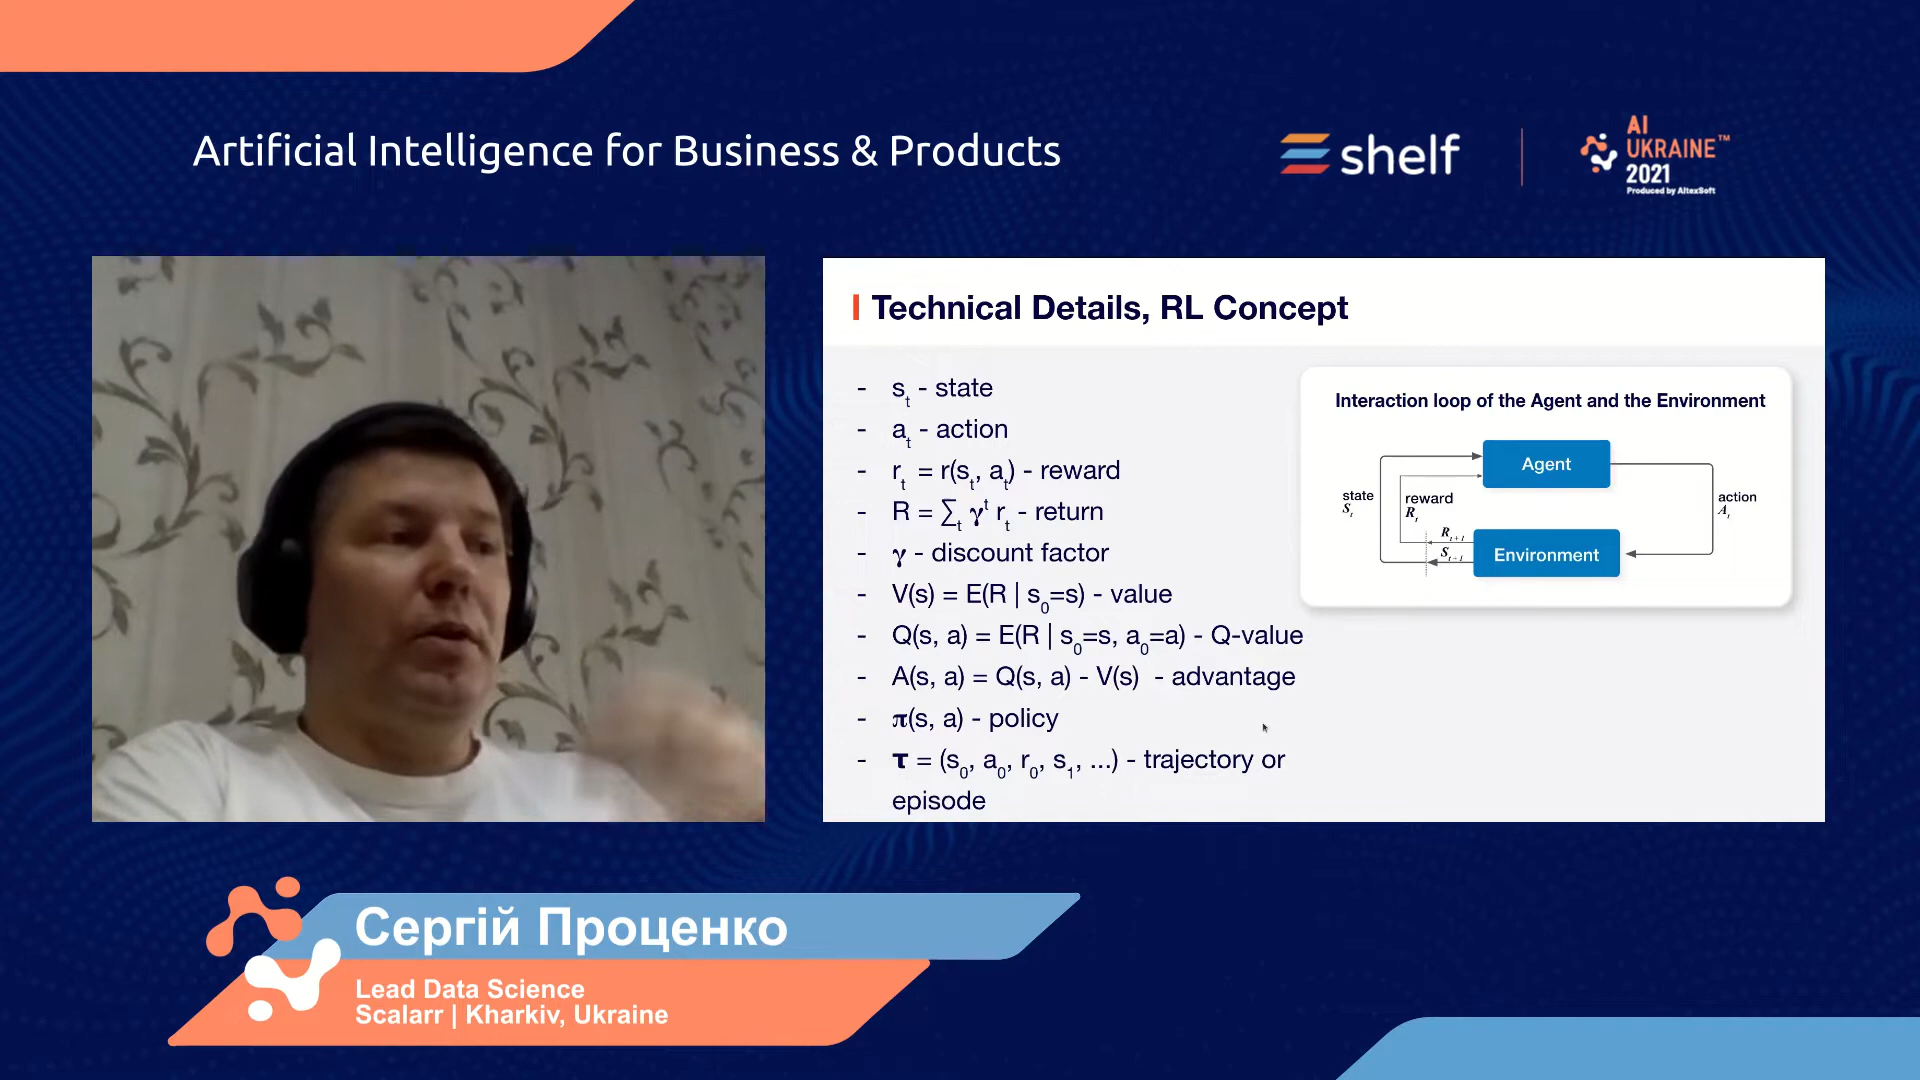 Artificial Intelligence for Business & Products
shelf
AI
UKRAINE™
2021
Produced by AltexSoft
Technical Details, RL Concept
- sₜ - state
- aₜ - action
- rₜ = r(sₜ, aₜ) - reward
- R = ∑ₜ γᵗ rₜ - return
- γ - discount factor
- V(s) = E(R | s₀=s) - value
- Q(s, a) = E(R | s₀=s, a₀=a) - Q-value
- A(s, a) = Q(s, a) - V(s) - advantage
- π(s, a) - policy
- τ = (s₀, a₀, r₀, s₁, ...) - trajectory or
episode
Interaction loop of the Agent and the Environment
Agent
state
Sₜ
reward
Rₜ
action
Aₜ
Rₜ₊₁
Sₜ₊₁
Environment
Сергій Проценко
Lead Data Science
Scalarr | Kharkiv, Ukraine